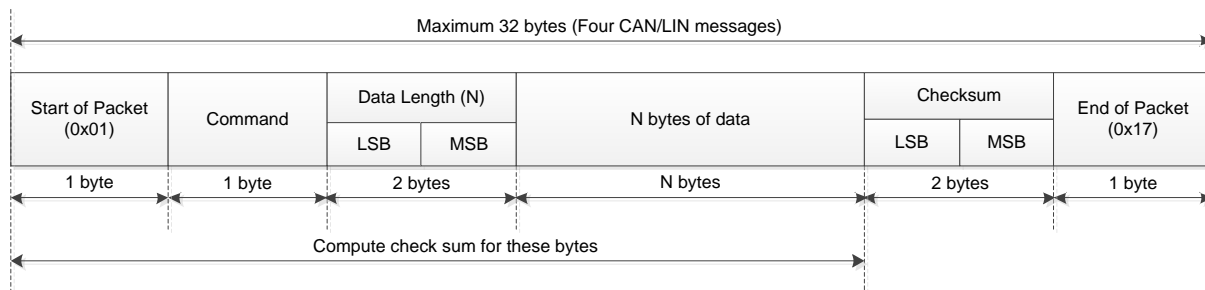 Maximum 32 bytes (Four CAN/LIN messages)
Start of Packet
(0x01)
Command
Data Length (N)
LSB
MSB
N bytes of data
Checksum
LSB
MSB
End of Packet
(0x17)
1 byte
1 byte
2 bytes
N bytes
2 bytes
1 byte
Compute check sum for these bytes